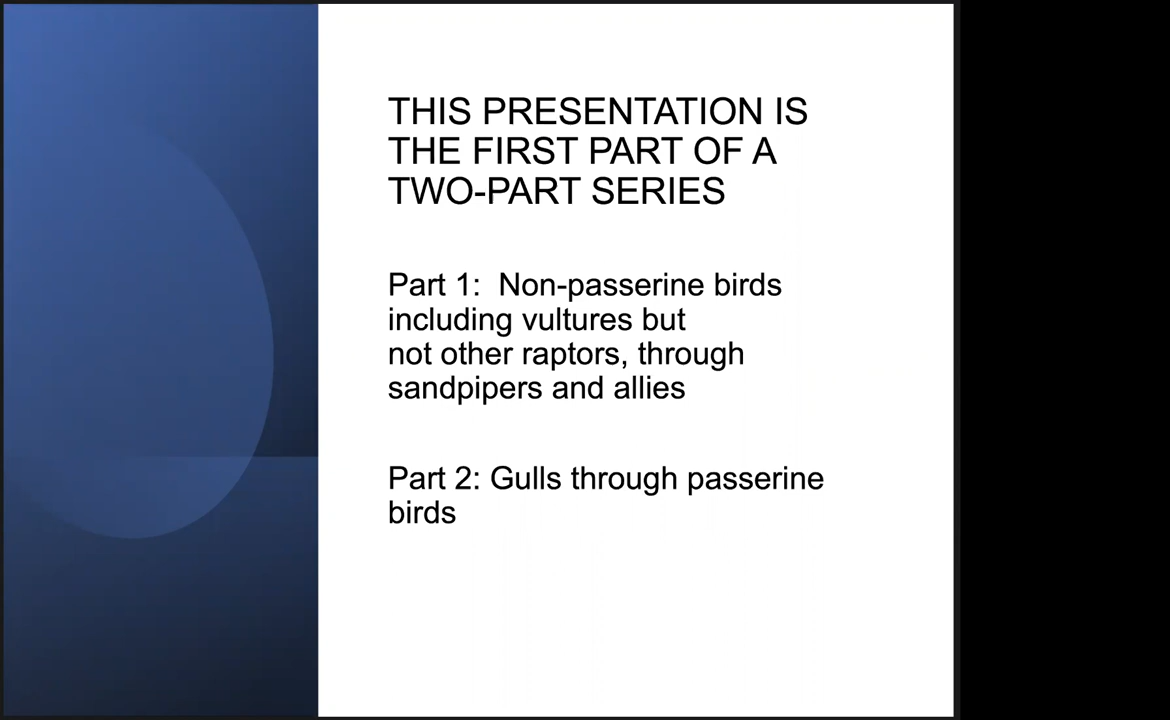 THIS PRESENTATION IS
THE FIRST PART OF A
TWO-PART SERIES
Part 1:  Non-passerine birds
including vultures but
not other raptors, through
sandpipers and allies
Part 2: Gulls through passerine
birds